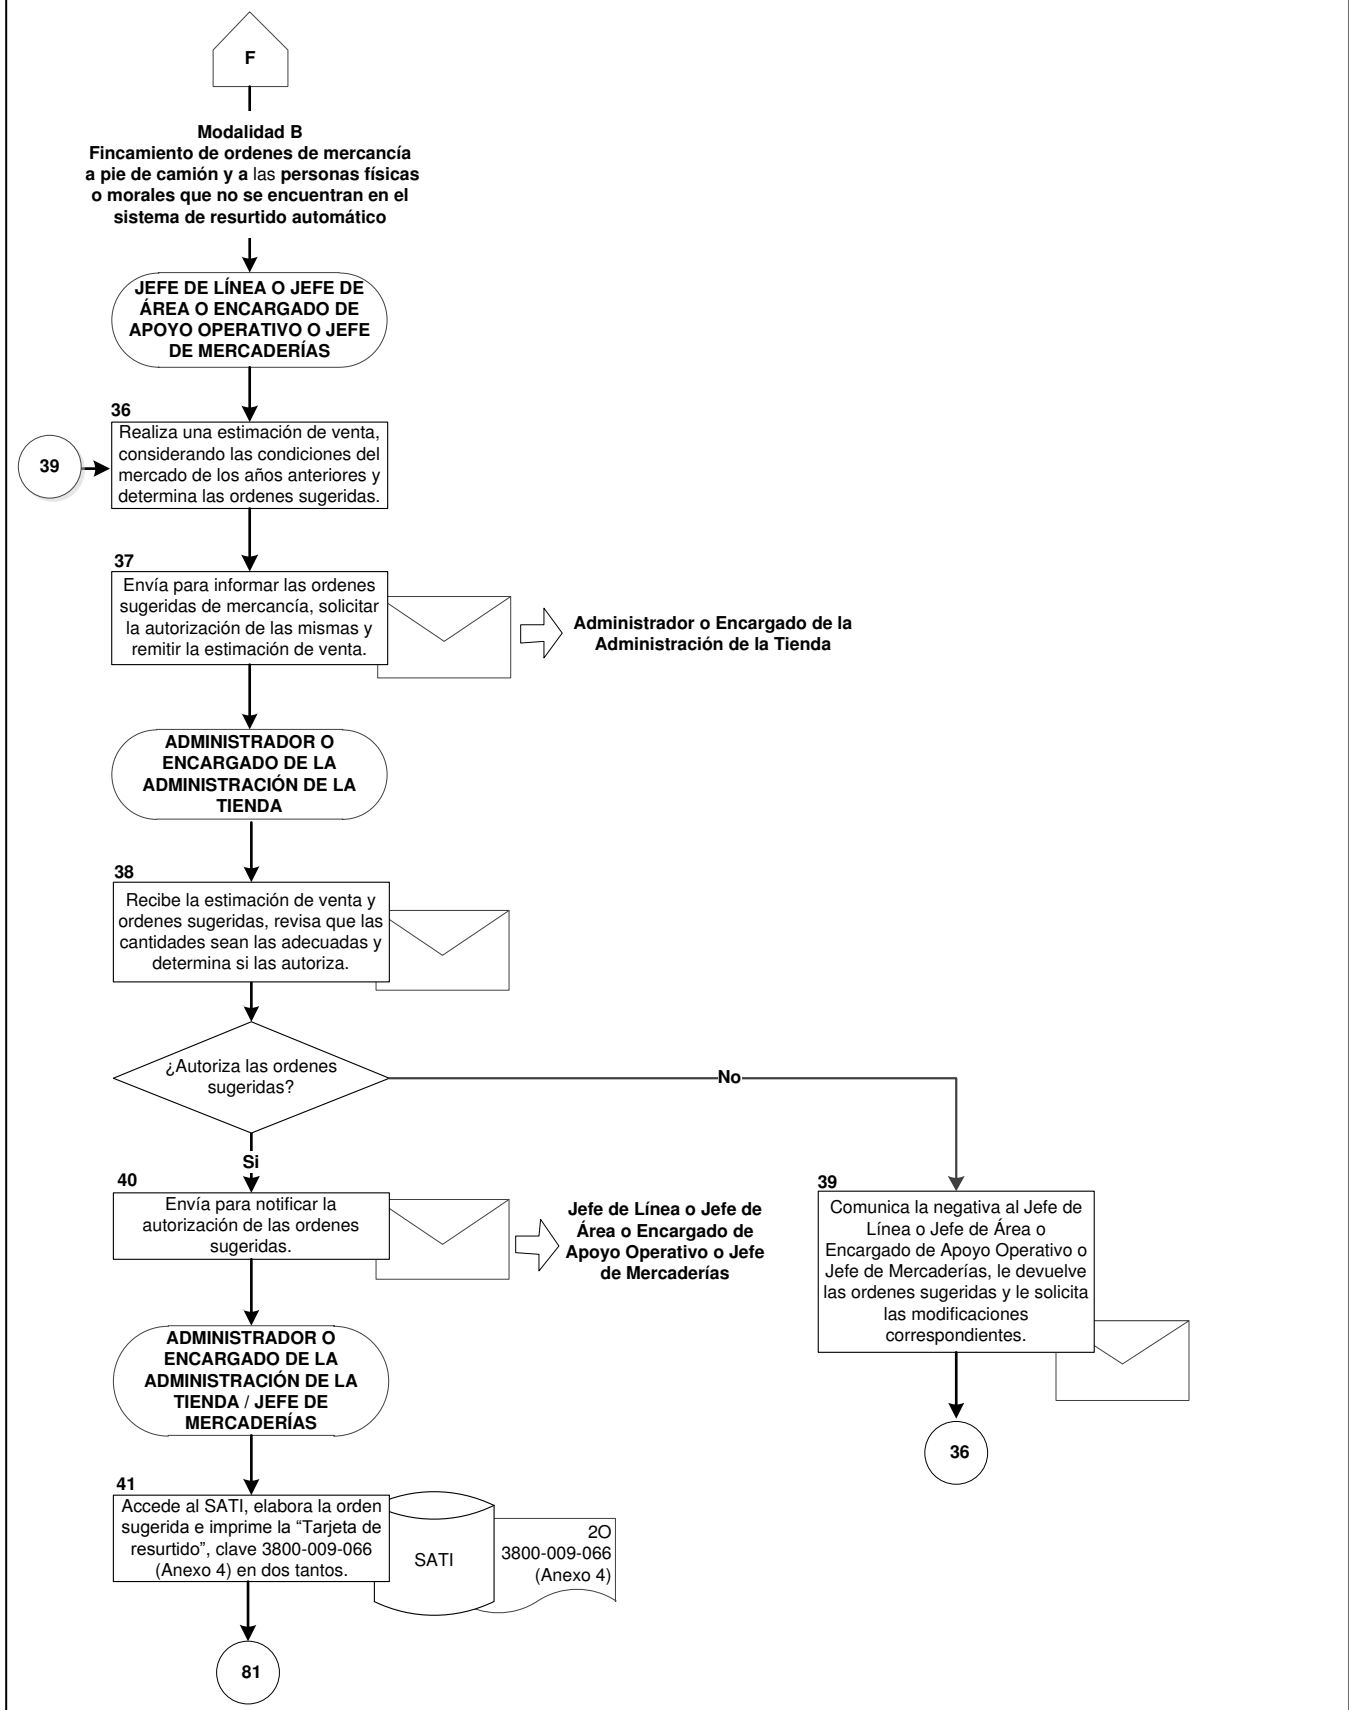 F
Modalidad B
Fincamiento de ordenes de mercancía
a pie de camión y a las personas físicas
o morales que no se encuentran en el
sistema de resurtido automático
JEFE DE LÍNEA O JEFE DE
ÁREA O ENCARGADO DE
APOYO OPERATIVO O JEFE
DE MERCADERÍAS
36
Realiza una estimación de venta,
considerando las condiciones del
mercado de los años anteriores y
determina las ordenes sugeridas.
39
37
Envía para informar las ordenes
sugeridas de mercancía, solicitar
la autorización de las mismas y
remitir la estimación de venta.
Administrador o Encargado de la
Administración de la Tienda
ADMINISTRADOR O
ENCARGADO DE LA
ADMINISTRACIÓN DE LA
TIENDA
38
Recibe la estimación de venta y
ordenes sugeridas, revisa que las
cantidades sean las adecuadas y
determina si las autoriza.
¿Autoriza las ordenes
sugeridas?
No
Si
40
Envía para notificar la
autorización de las ordenes
sugeridas.
Jefe de Línea o Jefe de
Área o Encargado de
Apoyo Operativo o Jefe
de Mercaderías
39
Comunica la negativa al Jefe de
Línea o Jefe de Área o
Encargado de Apoyo Operativo o
Jefe de Mercaderías, le devuelve
las ordenes sugeridas y le solicita
las modificaciones
correspondientes.
36
ADMINISTRADOR O
ENCARGADO DE LA
ADMINISTRACIÓN DE LA
TIENDA / JEFE DE
MERCADERÍAS
41
Accede al SATI, elabora la orden
sugerida e imprime la “Tarjeta de
resurtido”, clave 3800-009-066
(Anexo 4) en dos tantos.
SATI
2O
3800-009-066
(Anexo 4)
81